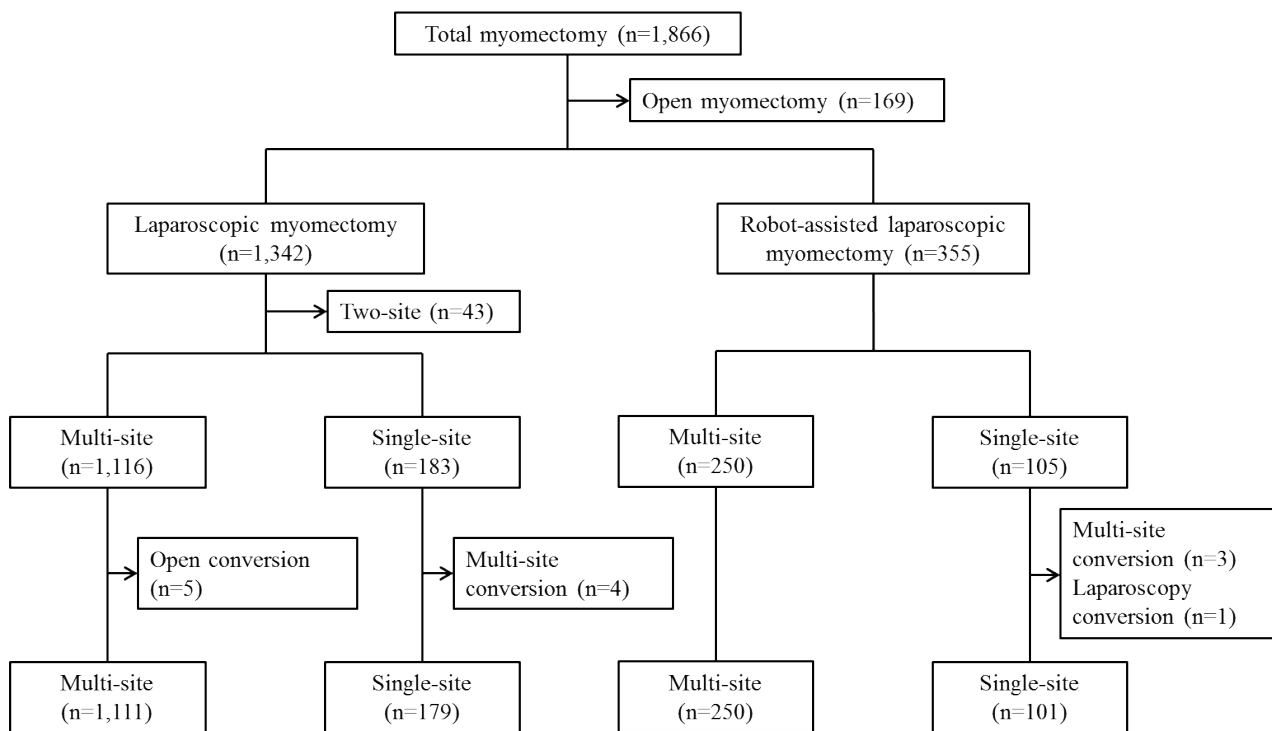 Total myomectomy (n=1,866)
Open myomectomy (n=169)
Laparoscopic myomectomy
(n=1,342)
Robot-assisted laparoscopic
myomectomy (n=355)
Two-site (n=43)
Multi-site
(n=1,116)
Single-site
(n=183)
Multi-site
(n=250)
Single-site
(n=105)
Open conversion
(n=5)
Multi-site
conversion (n=4)
Multi-site
conversion (n=3)
Laparoscopy
conversion (n=1)
Multi-site
(n=1,111)
Single-site
(n=179)
Multi-site
(n=250)
Single-site
(n=101)